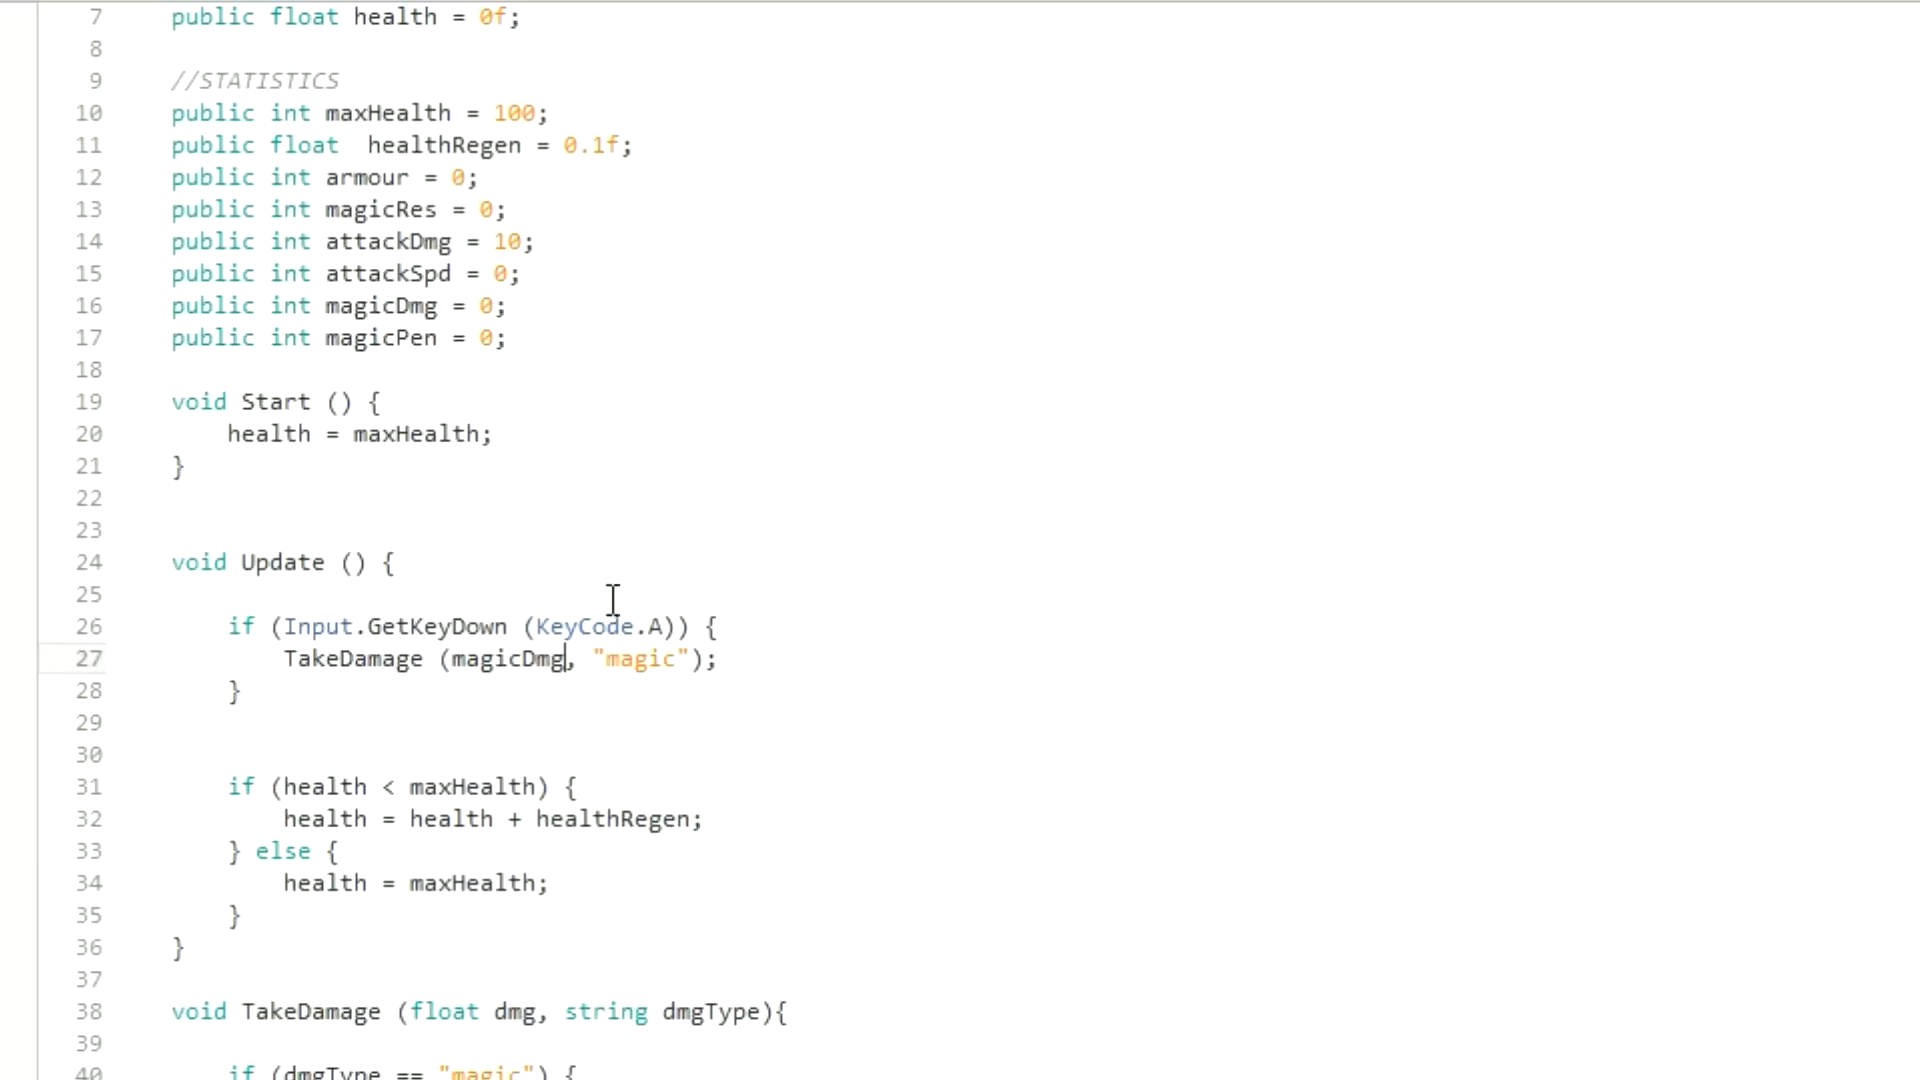 7 public float health = 0f;
8
9 //STATISTICS
10 public int maxHealth = 100;
11 public float  healthRegen = 0.1f;
12 public int armour = 0;
13 public int magicRes = 0;
14 public int attackDmg = 10;
15 public int attackSpd = 0;
16 public int magicDmg = 0;
17 public int magicPen = 0;
18
19 void Start () {
20 health = maxHealth;
21 }
22
23
24 void Update () {
25
26 if (Input.GetKeyDown (KeyCode.A)) {
27 TakeDamage (magicDmg, "magic");
28 }
29
30
31 if (health < maxHealth) {
32 health = health + healthRegen;
33 } else {
34 health = maxHealth;
35 }
36 }
37
38 void TakeDamage (float dmg, string dmgType){
39
40 if (dmgType == "magic") {